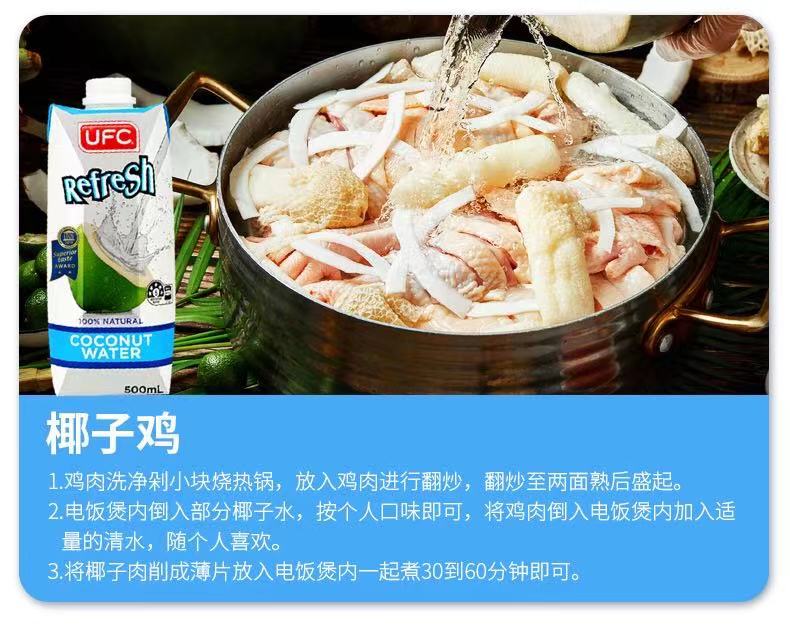 UFC
Refresh
Superior
taste
AWARD
100% NATURAL
COCONUT
WATER
500mL
椰子鸡
1.鸡肉洗净剁小块烧热锅，放入鸡肉进行翻炒，翻炒至两面熟后盛起。
2.电饭煲内倒入部分椰子水，按个人口味即可，将鸡肉倒入电饭煲内加入适
量的清水，随个人喜欢。
3.将椰子肉削成薄片放入电饭煲内一起煮30到60分钟即可。